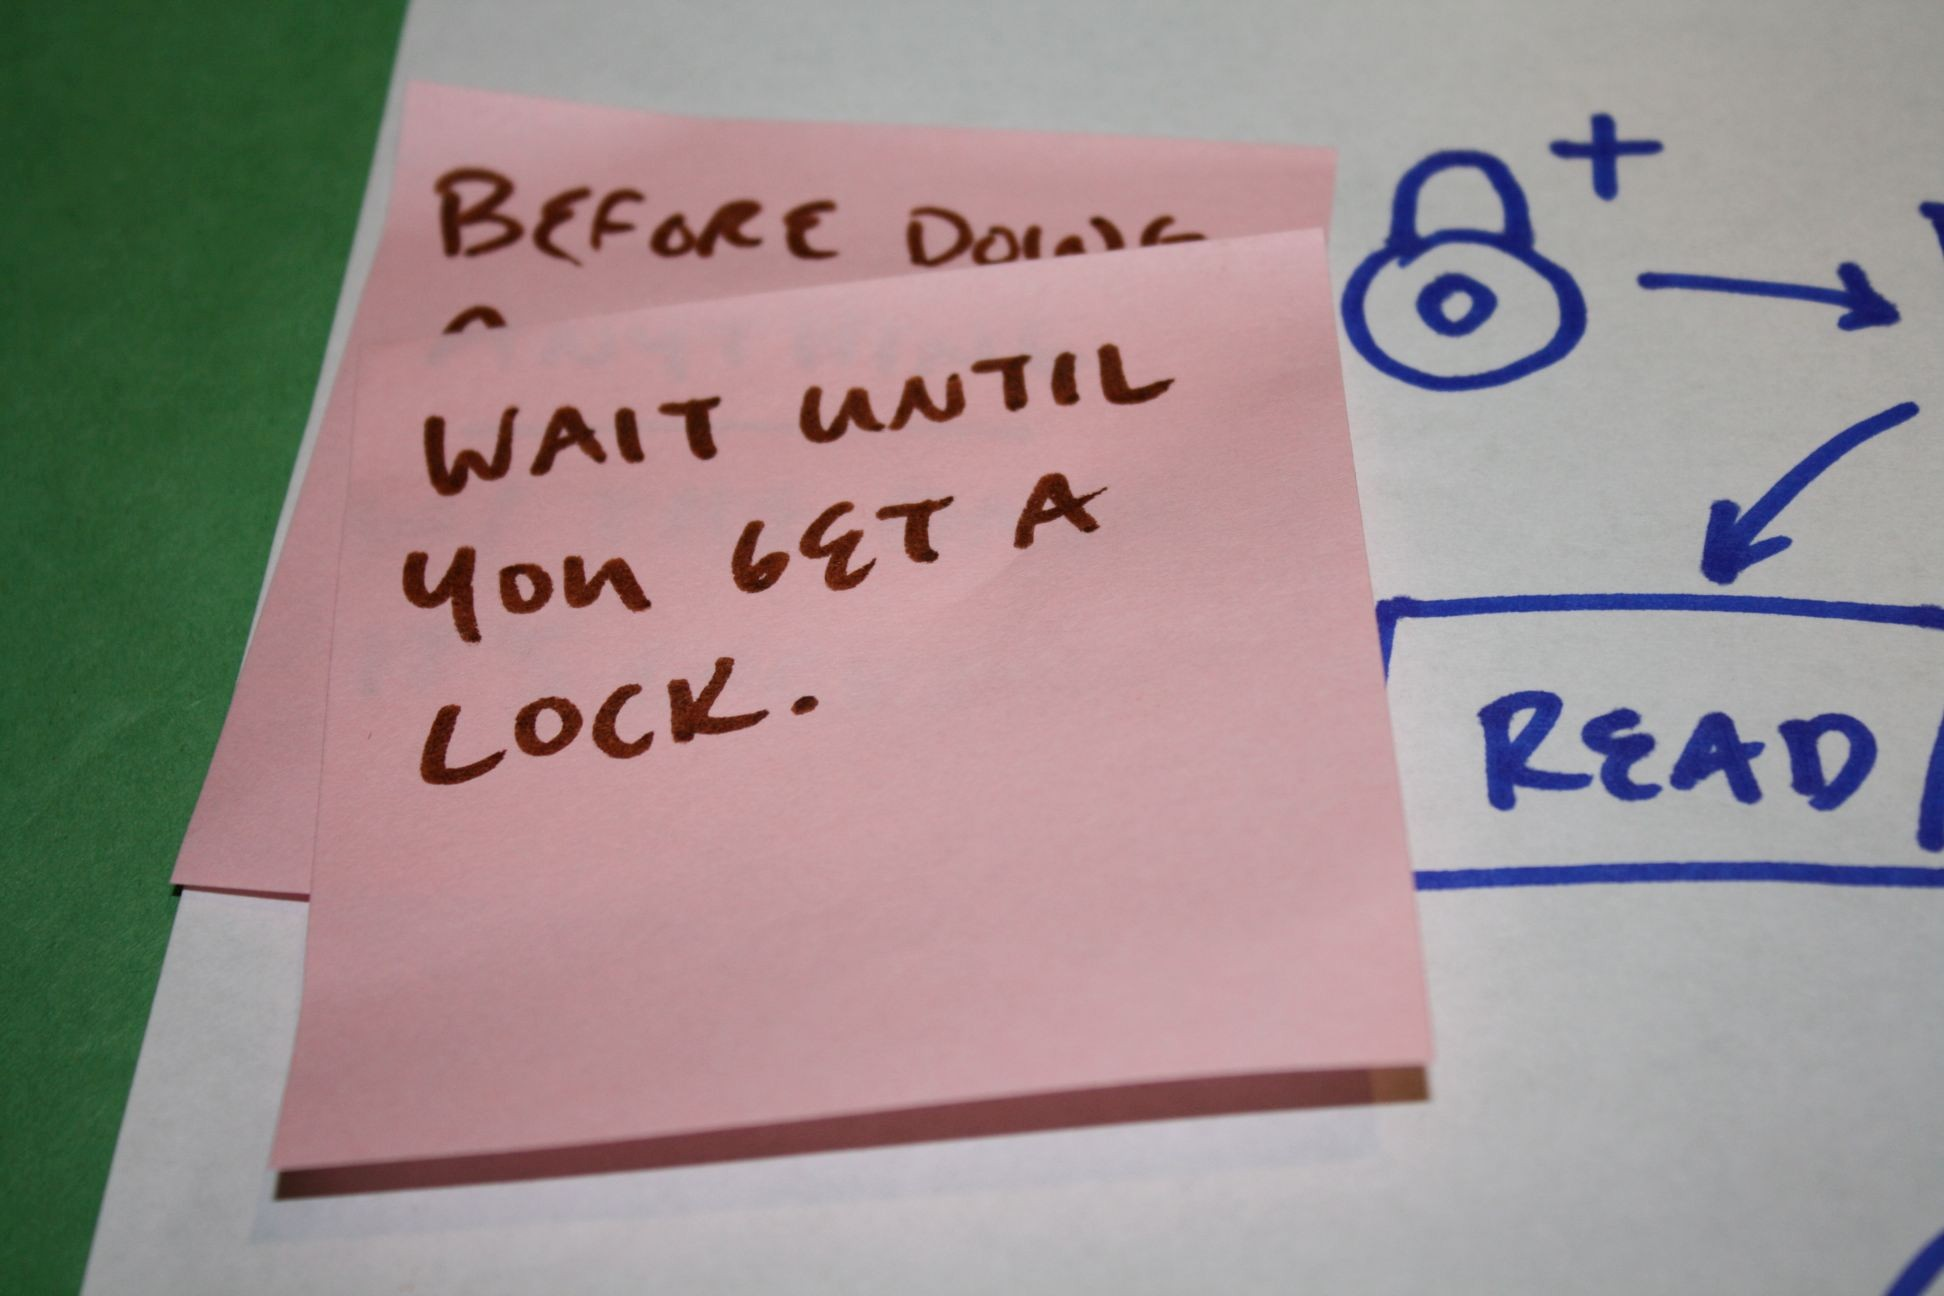 BEFORE DOING
WAIT UNTIL
YOU GET A
LOCK.
+
READ